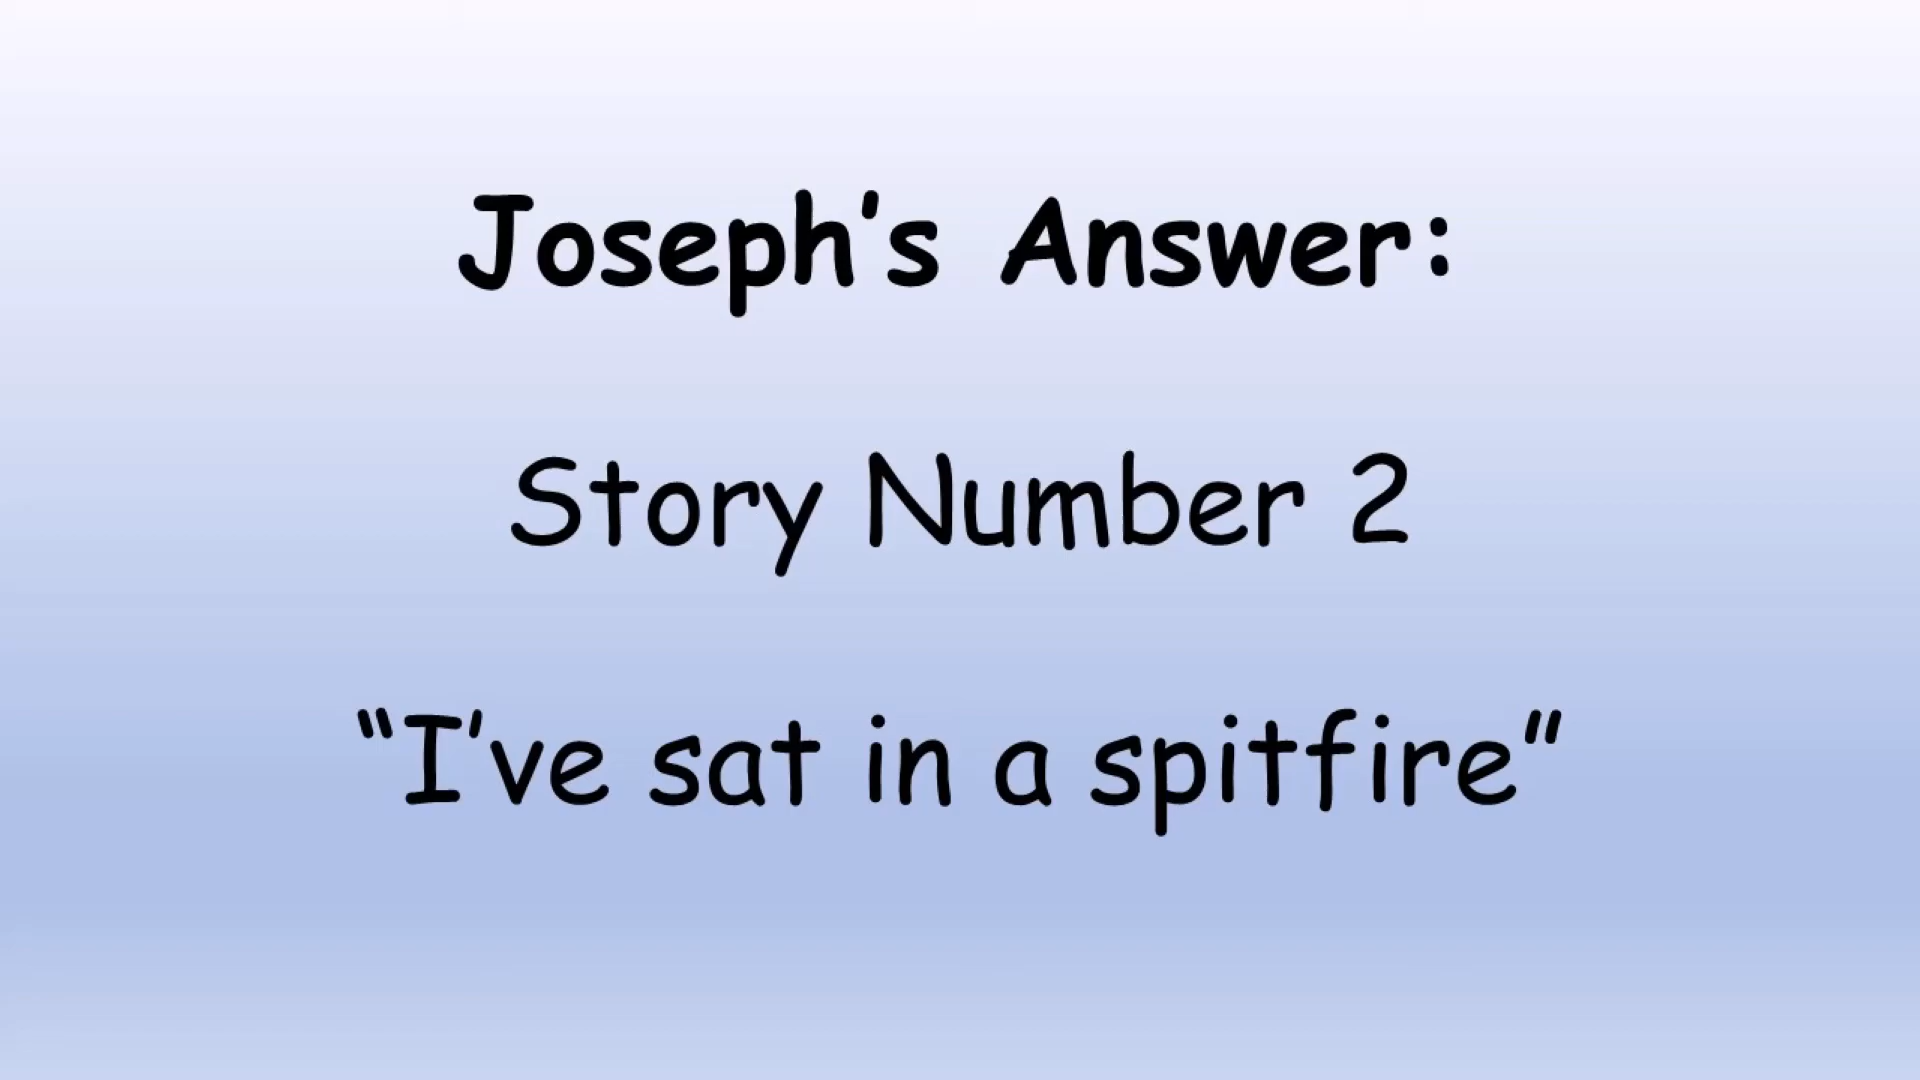 Joseph’s Answer:
Story Number 2
“I’ve sat in a spitfire”